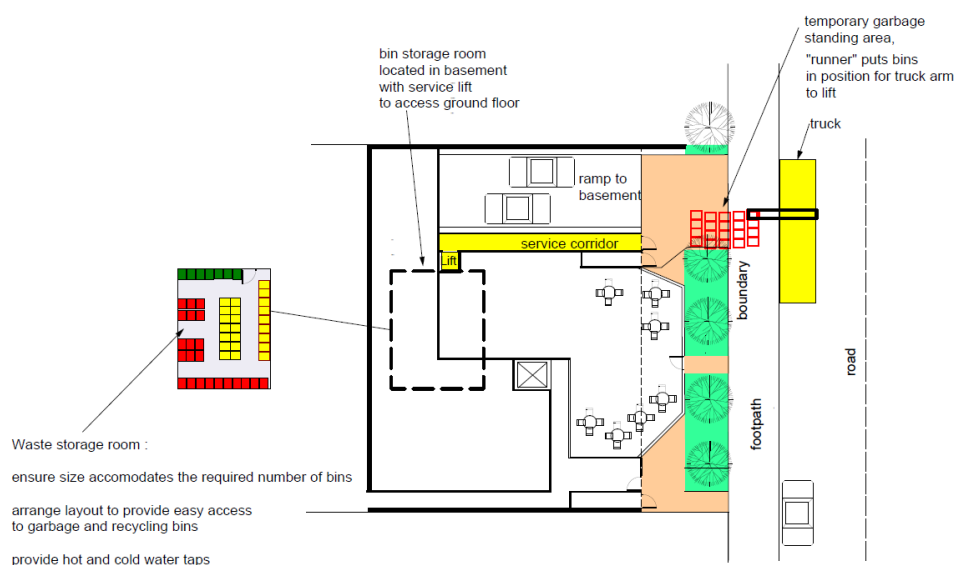 temporary garbage
standing area,
"runner" puts bins
in position for truck arm
to lift
truck
bin storage room
located in basement
with service lift
to access ground floor
ramp to
basement
service corridor
Lift
boundary
footpath
road
Waste storage room :
ensure size accomodates the required number of bins
arrange layout to provide easy access
to garbage and recycling bins
provide hot and cold water taps